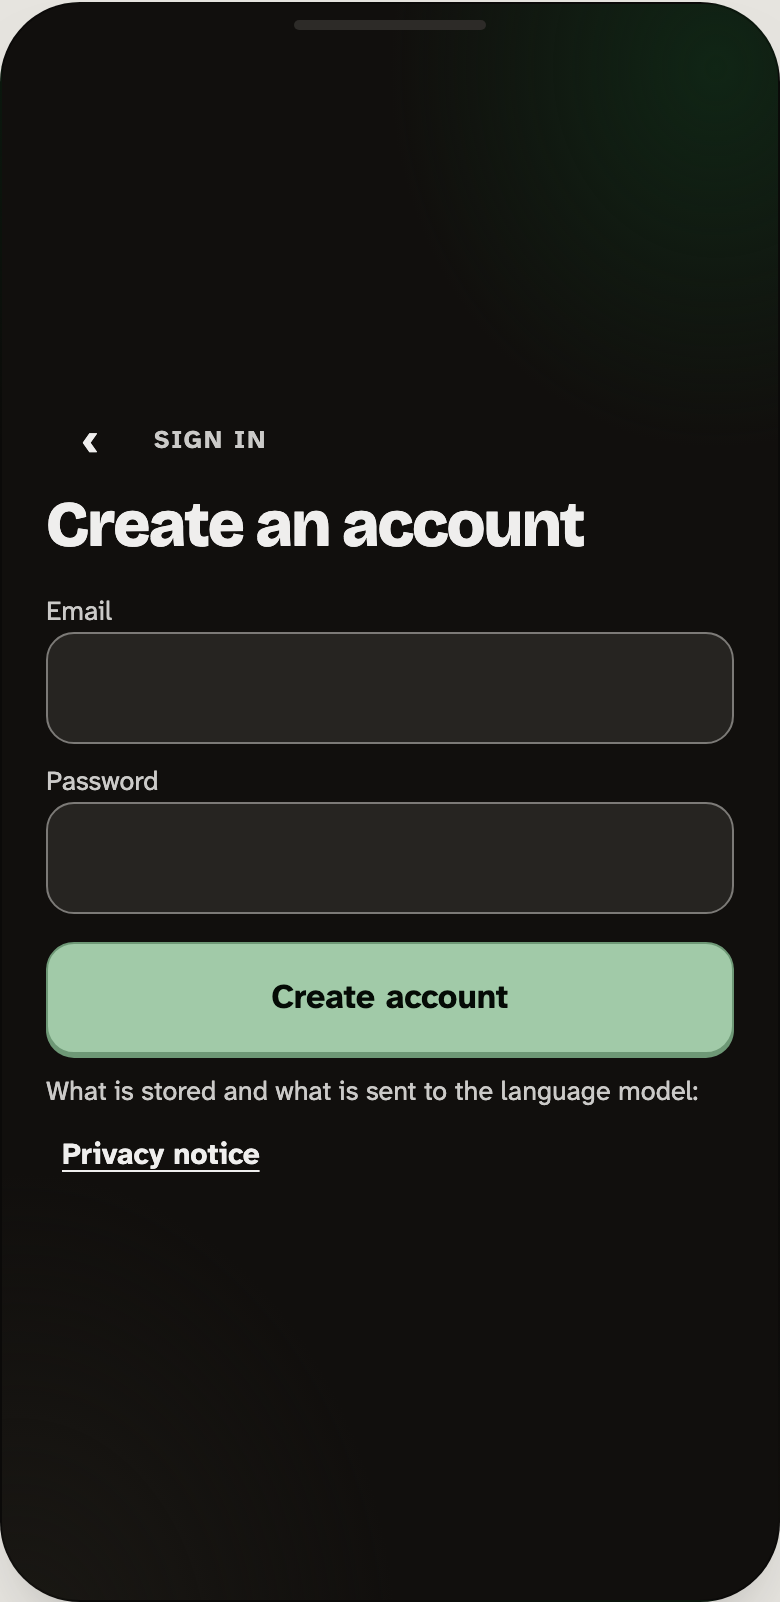 ‹ SIGN IN
Create an account
Email
Password
Create account
What is stored and what is sent to the language model:
Privacy notice